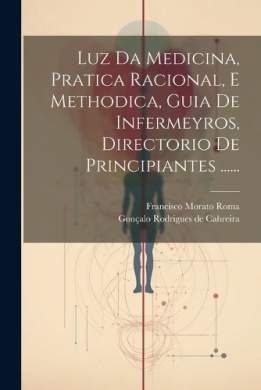 Luz Da Medicina,
Pratica Racional, E
Methodica, Guia De
Infermeyros,
Directorio De
Principiantes ......
Francisco Morato Roma
Gonçalo Rodrigues de Cabreira